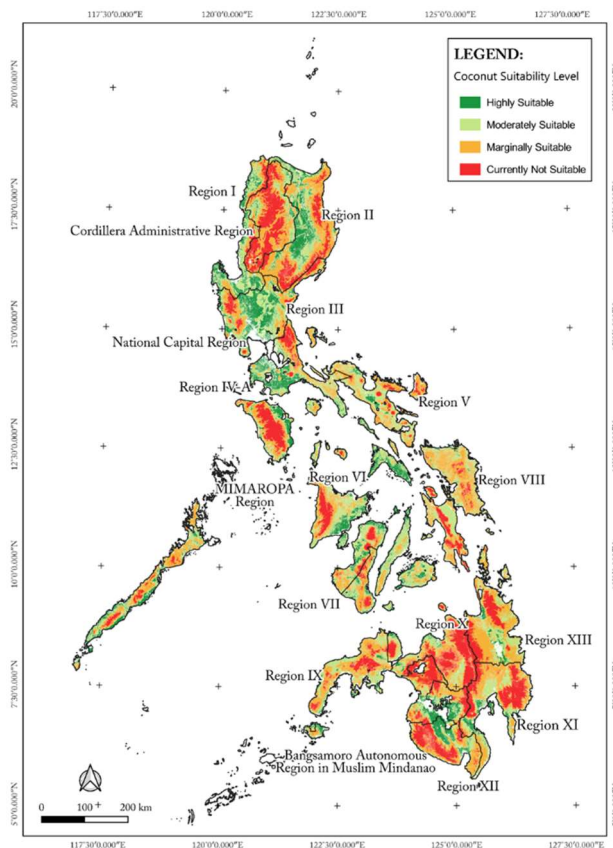 117°30'0.000"E 120°0'0.000"E 122°30'0.000"E 125°0'0.000"E 127°30'0.000"E
LEGEND:
Coconut Suitability Level
Highly Suitable
Moderately Suitable
Marginally Suitable
Currently Not Suitable
20°0'0.000"N
Region I
17°30'0.000"N
Region II
Cordillera Administrative Region
Region III
15°0'0.000"N
National Capital Region
Region IV-A
Region V
12°30'0.000"N
Region VI
Region VIII
MIMAROPA
Region
10°0'0.000"N
Region VII
Region X
Region XIII
Region IX
7°30'0.000"N
Region XI
Bangsamoro Autonomous
Region in Muslim Mindanao
Region XII
5°0'0.000"N
0 100 200 km
117°30'0.000"E 120°0'0.000"E 122°30'0.000"E 125°0'0.000"E 127°30'0.000"E